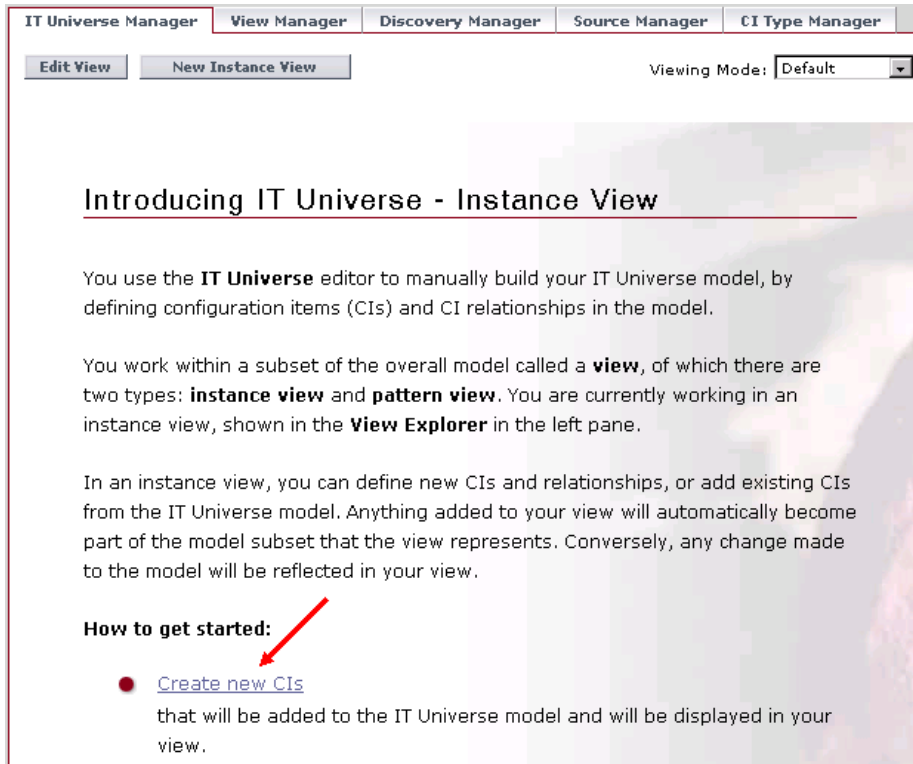 IT Universe Manager View Manager Discovery Manager Source Manager CI Type Manager
Edit View New Instance View Viewing Mode: Default
Introducing IT Universe - Instance View
You use the IT Universe editor to manually build your IT Universe model, by
defining configuration items (CIs) and CI relationships in the model.
You work within a subset of the overall model called a view, of which there are
two types: instance view and pattern view. You are currently working in an
instance view, shown in the View Explorer in the left pane.
In an instance view, you can define new CIs and relationships, or add existing CIs
from the IT Universe model. Anything added to your view will automatically become
part of the model subset that the view represents. Conversely, any change made
to the model will be reflected in your view.
How to get started:
Create new CIs
that will be added to the IT Universe model and will be displayed in your
view.